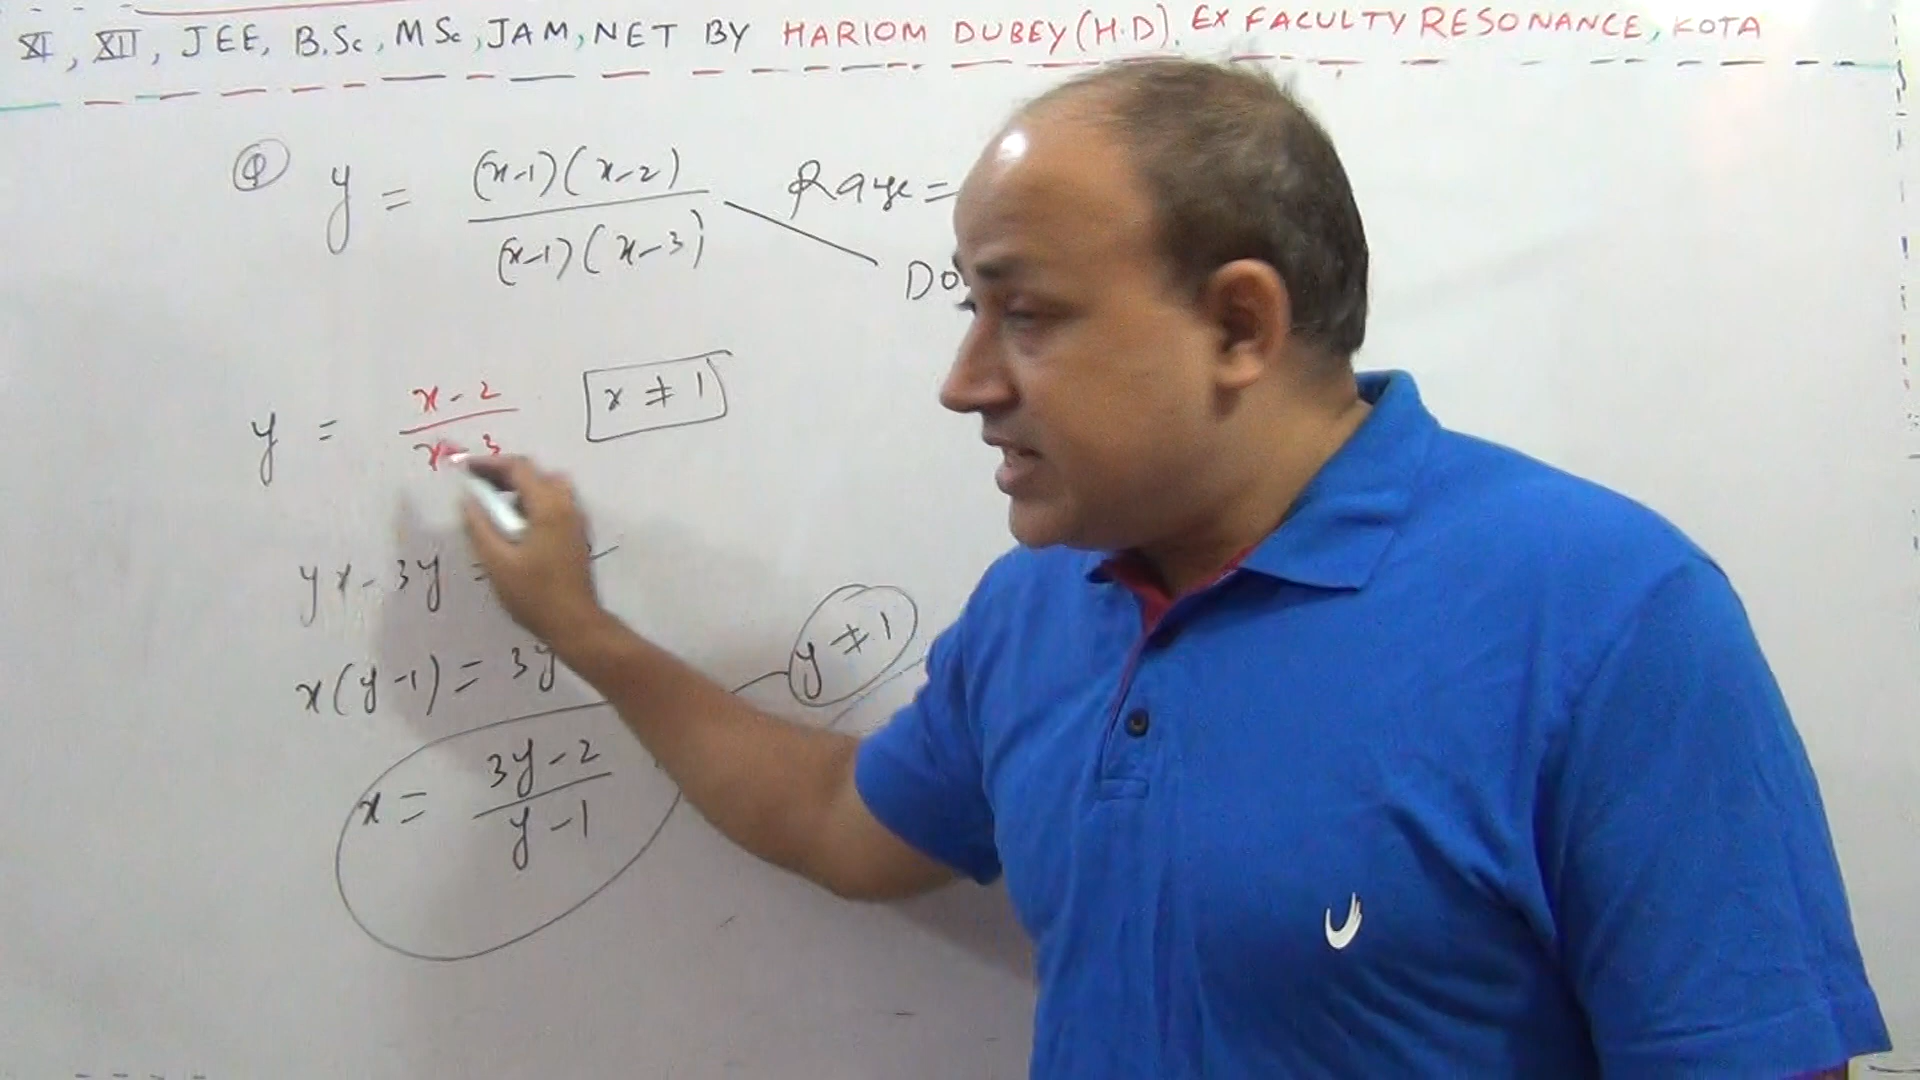 XI, XII, JEE, B.Sc, MSc, JAM, NET BY HARIOM DUBEY (H.D). EX FACULTY RESONANCE, KOTA
Q y = (x-1)(x-2) / (x-1)(x-3) Range =
Do
y = x-2 / x-3 x ≠ 1
yx - 3y =
x(y-1) = 3y
y ≠ 1
x = 3y-2 / y-1